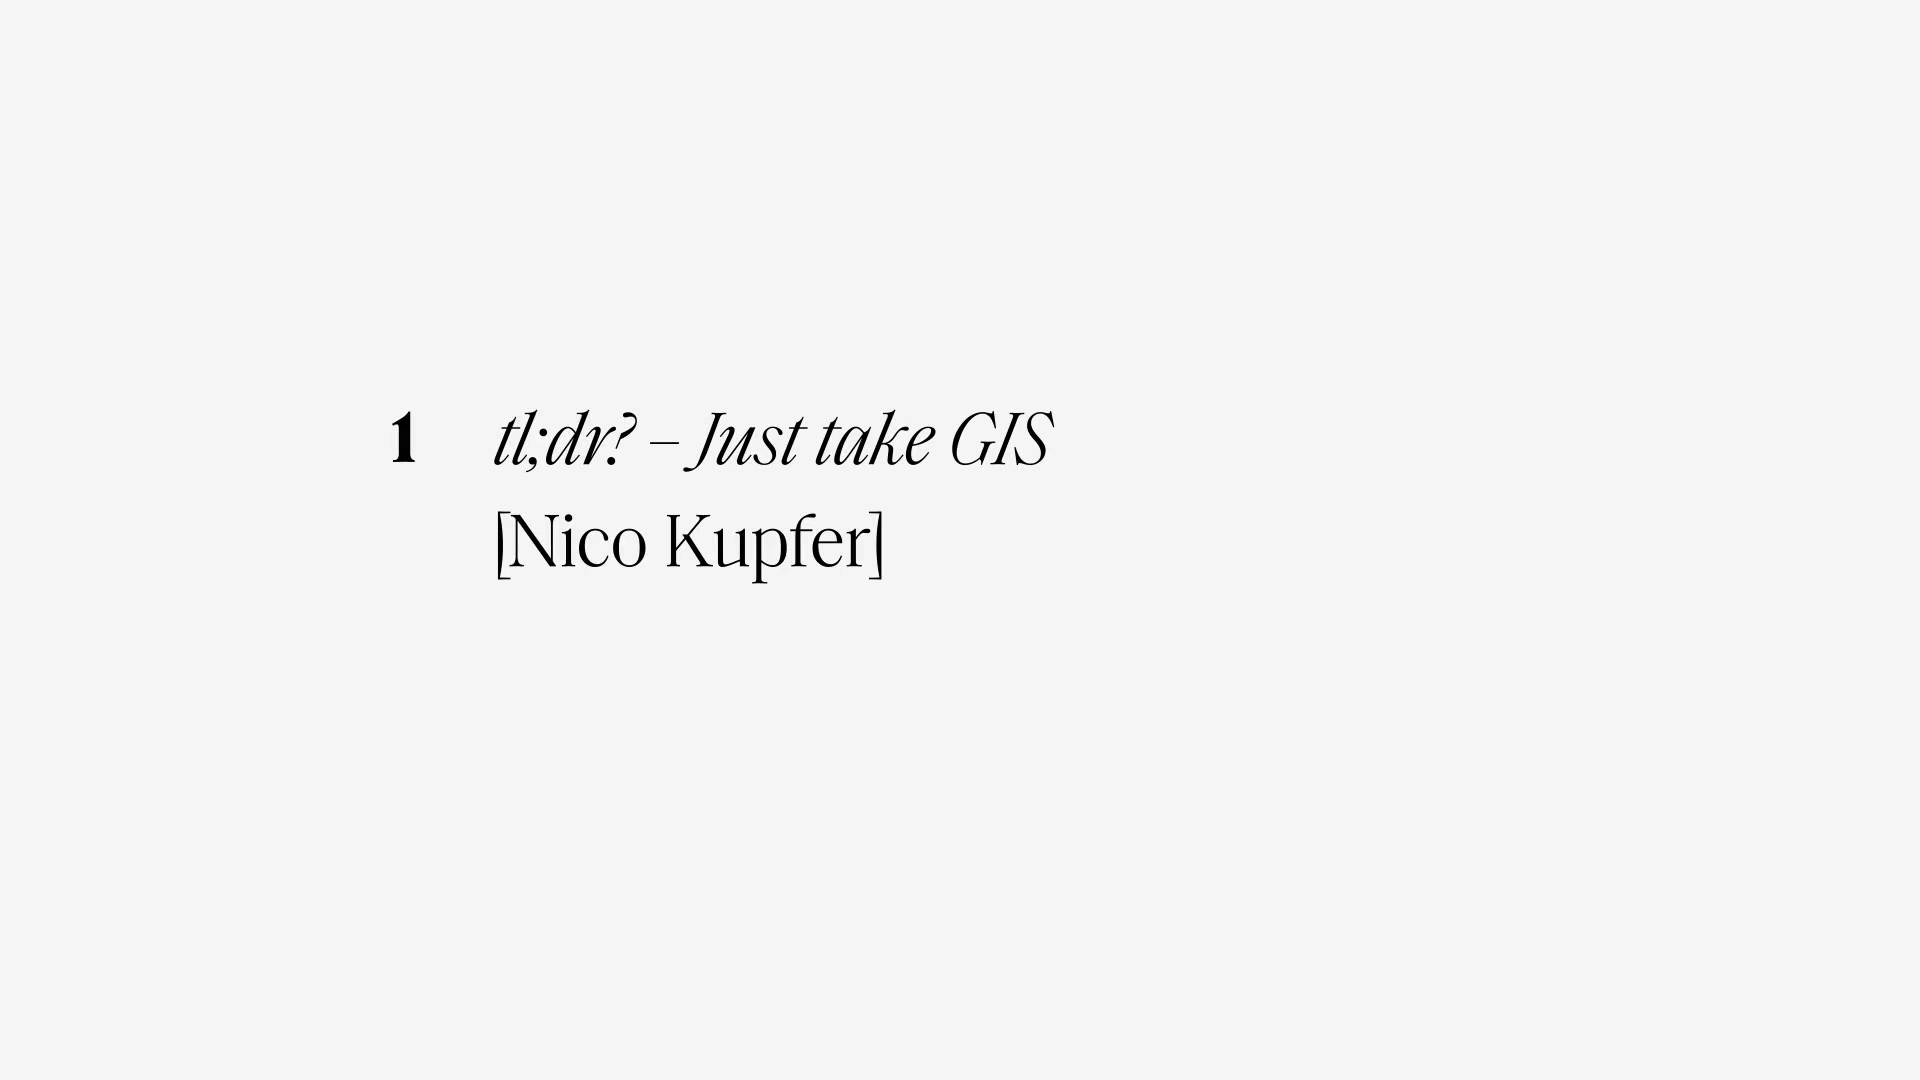 1 tl;dr? – Just take GIS
[Nico Kupfer]